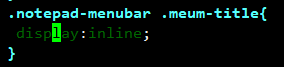 .notepad-menubar .meum-title{
display:inline;
}